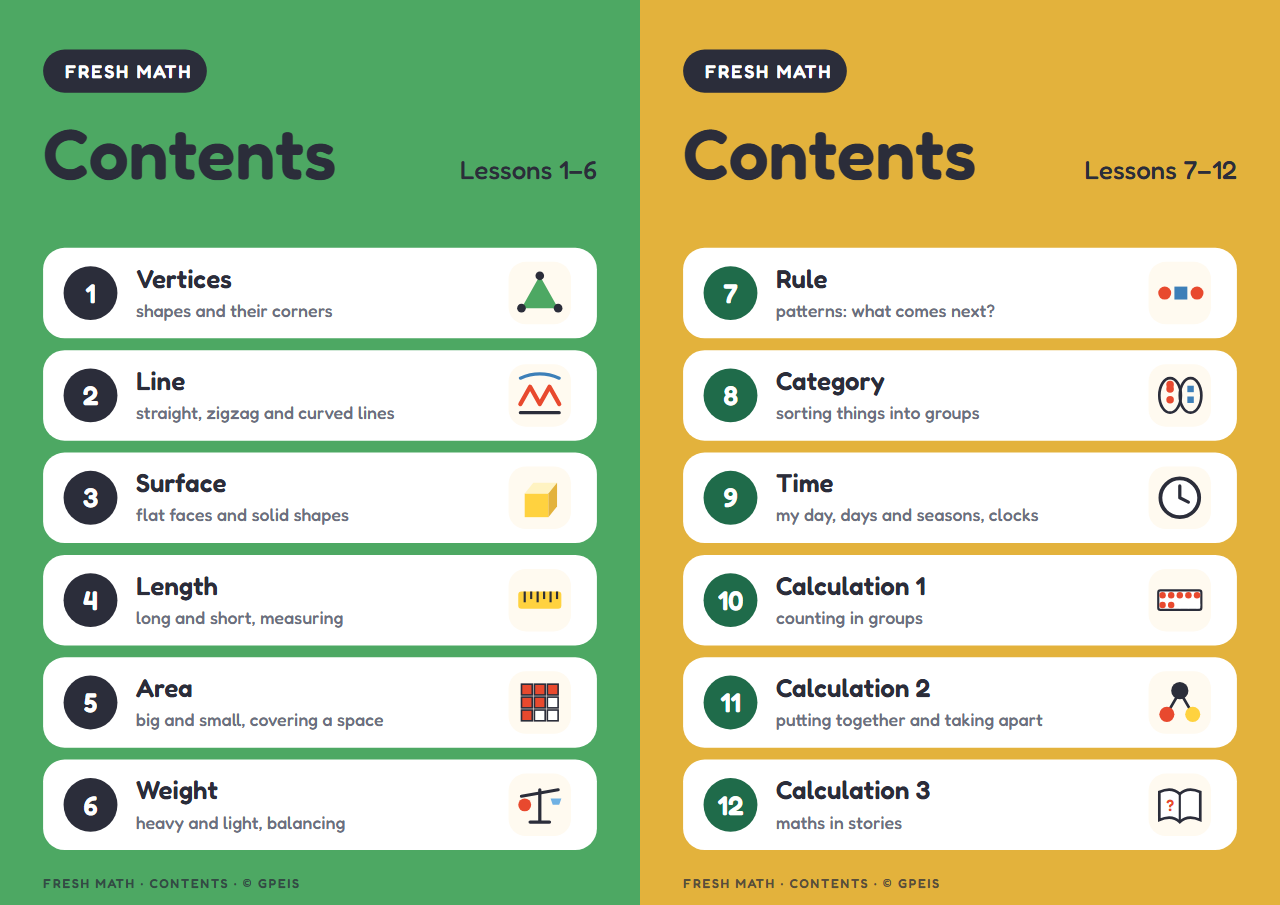 FRESH MATH
Contents
Lessons 1–6
1
Vertices
shapes and their corners
2
Line
straight, zigzag and curved lines
3
Surface
flat faces and solid shapes
4
Length
long and short, measuring
5
Area
big and small, covering a space
6
Weight
heavy and light, balancing
FRESH MATH · CONTENTS · © GPEIS
FRESH MATH
Contents
Lessons 7–12
7
Rule
patterns: what comes next?
8
Category
sorting things into groups
9
Time
my day, days and seasons, clocks
10
Calculation 1
counting in groups
11
Calculation 2
putting together and taking apart
12
Calculation 3
maths in stories
?
FRESH MATH · CONTENTS · © GPEIS